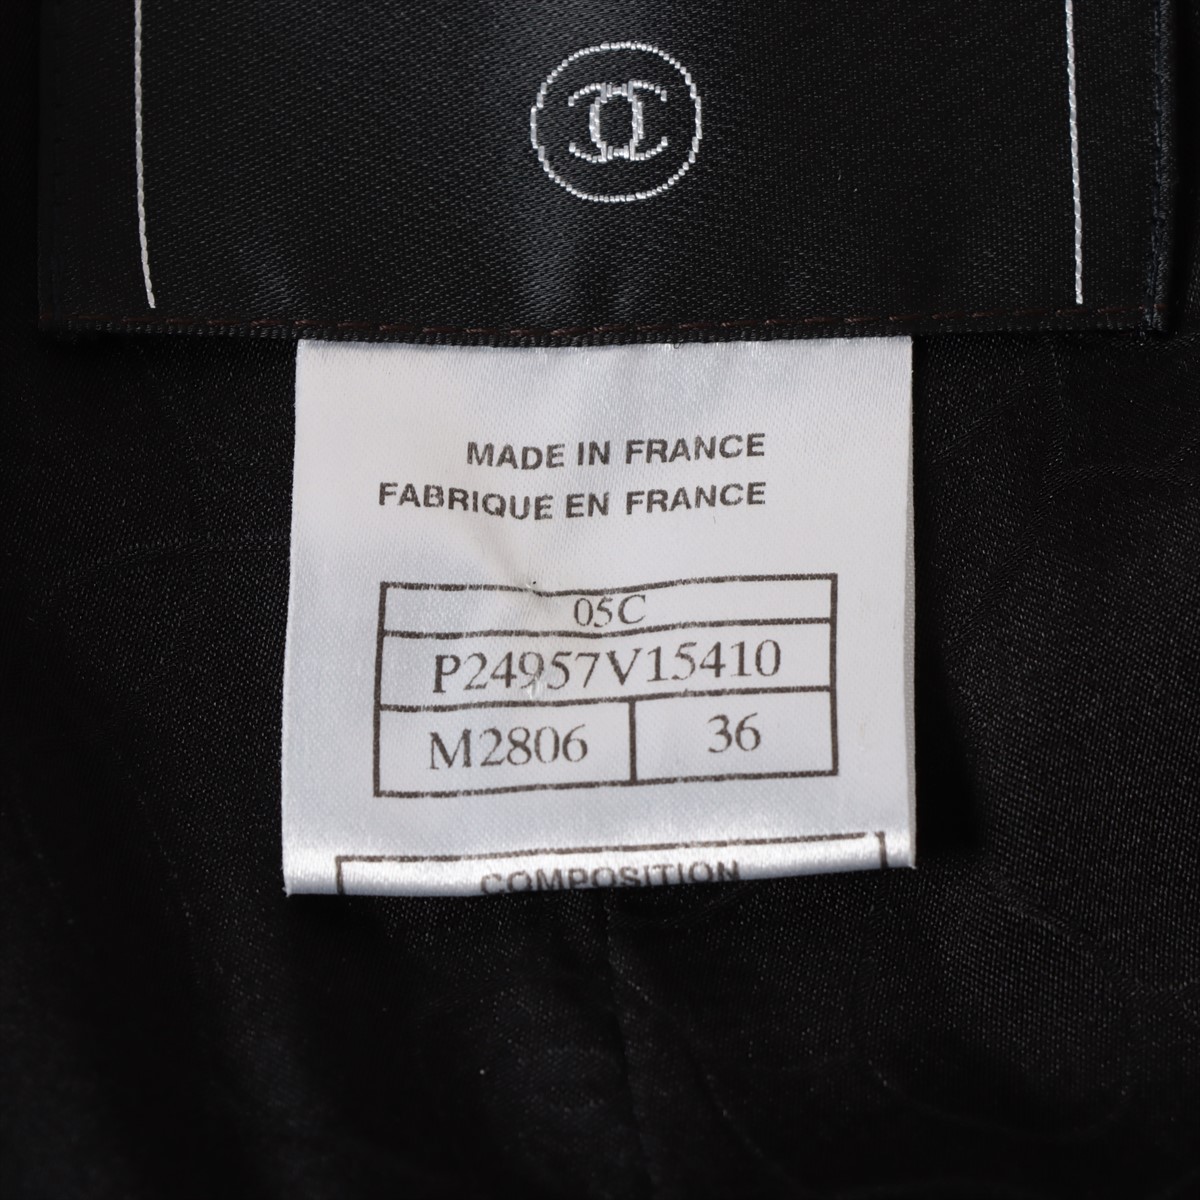 MADE IN FRANCE
FABRIQUE EN FRANCE
05C
P24957V15410
M2806 36
COMPOSITION